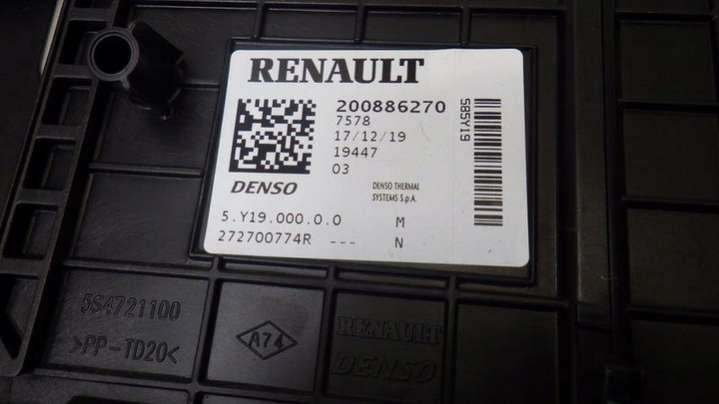 RENAULT
200886270
7578
17/12/19
19447
03
585Y19
DENSO
DENSO THERMAL
SYSTEMS S.p.A.
5.Y19.000.0.0 M
272700774R --- N
5S4721100
>PP-TD20<
A74
RENAULT
DENSO